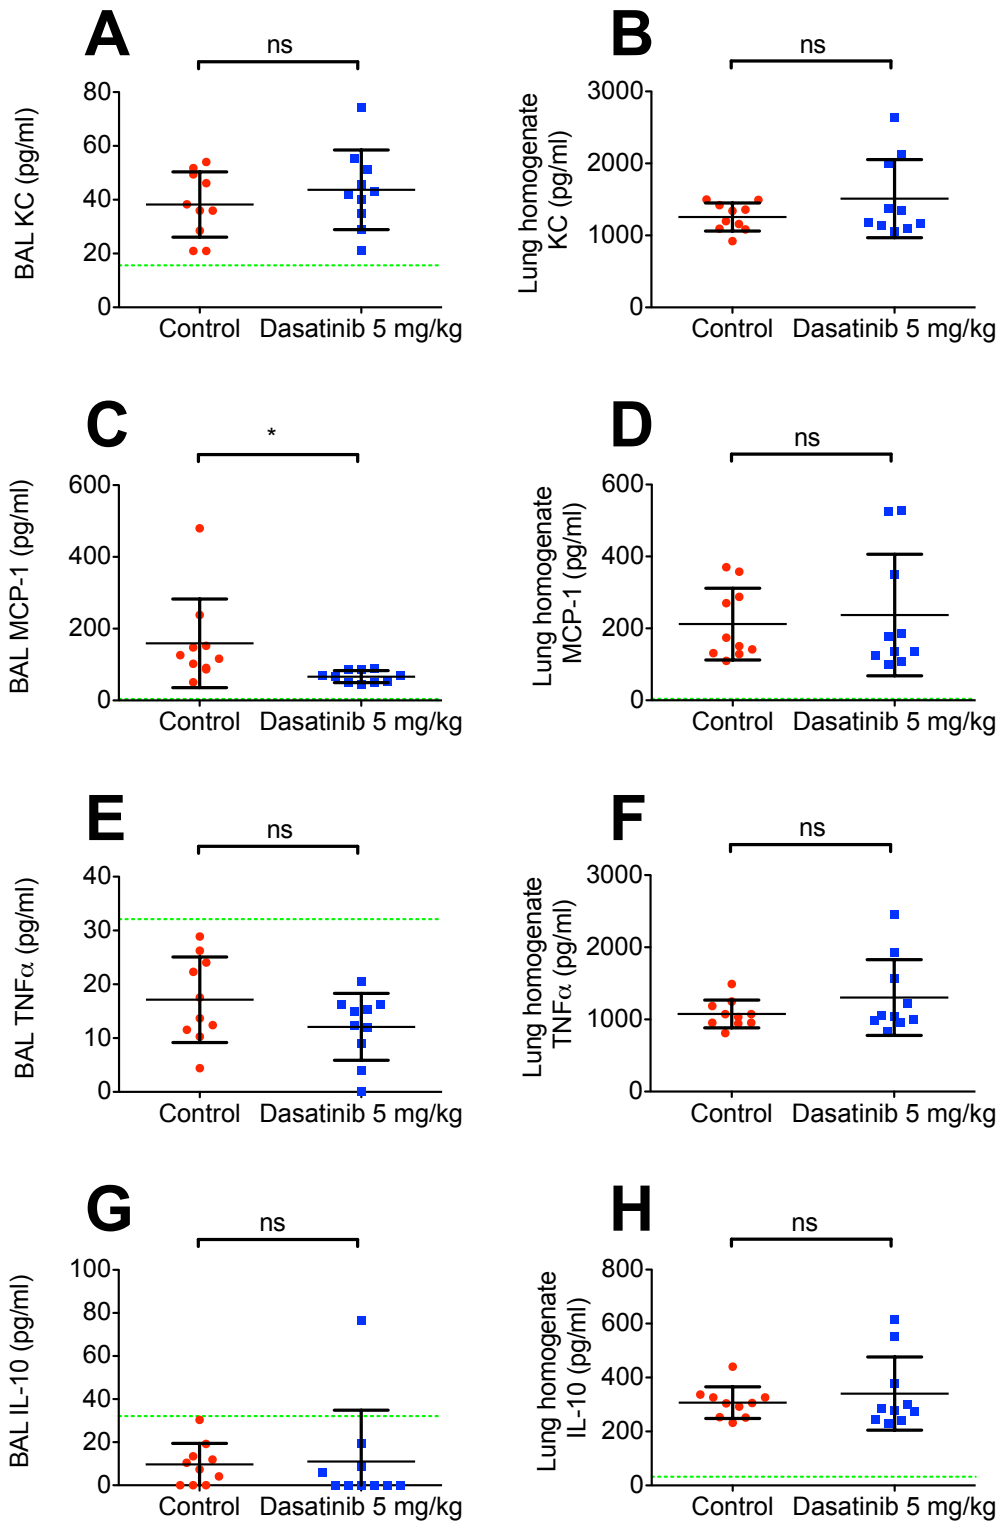 A
ns
BAL KC (pg/ml)
80
60
40
20
0
Control
Dasatinib 5 mg/kg
B
ns
Lung homogenate
KC (pg/ml)
3000
2000
1000
0
Control
Dasatinib 5 mg/kg
C
*
BAL MCP-1 (pg/ml)
600
400
200
0
Control
Dasatinib 5 mg/kg
D
ns
Lung homogenate
MCP-1 (pg/ml)
600
400
200
0
Control
Dasatinib 5 mg/kg
E
ns
BAL TNFα (pg/ml)
40
30
20
10
0
Control
Dasatinib 5 mg/kg
F
ns
Lung homogenate
TNFα (pg/ml)
3000
2000
1000
0
Control
Dasatinib 5 mg/kg
G
ns
BAL IL-10 (pg/ml)
100
80
60
40
20
0
Control
Dasatinib 5 mg/kg
H
ns
Lung homogenate
IL-10 (pg/ml)
800
600
400
200
0
Control
Dasatinib 5 mg/kg